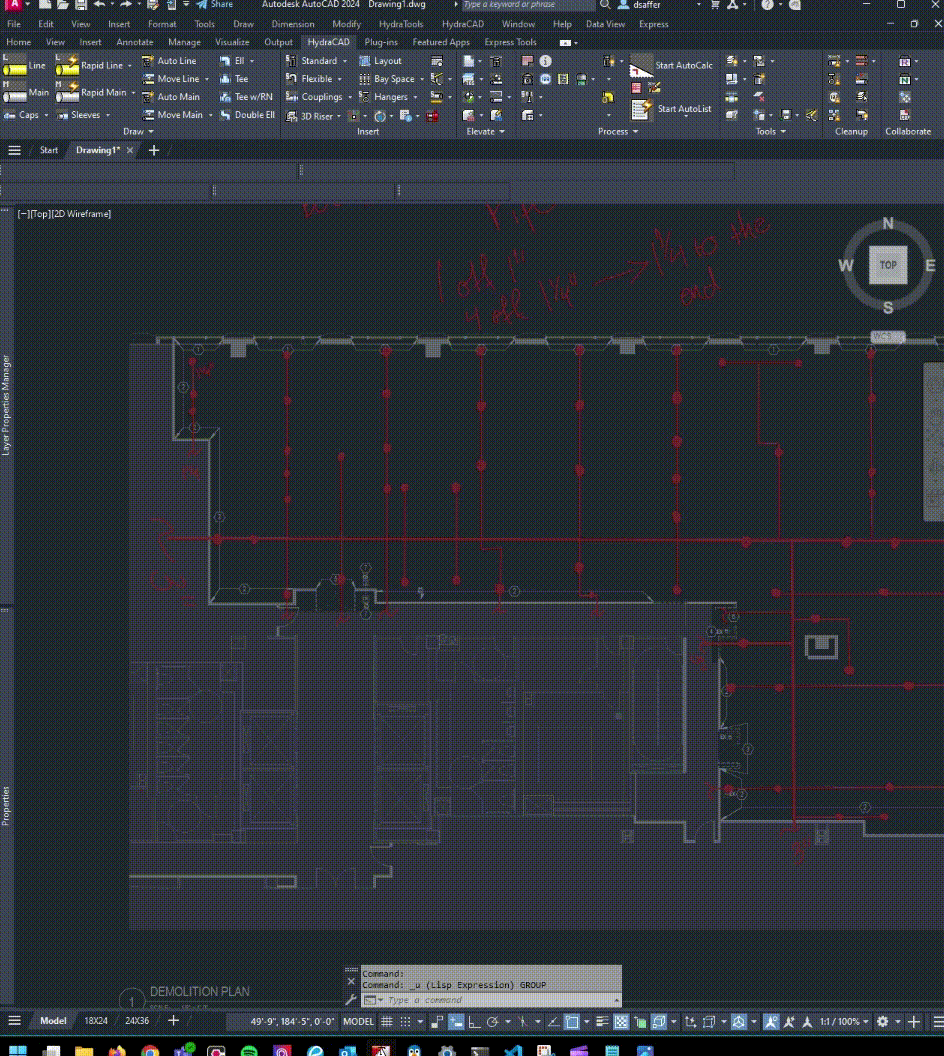 Share Autodesk AutoCAD 2024 Drawing1.dwg Type a keyword or phrase dsaffer
File Edit View Insert Format Tools Draw Dimension Modify HydraTools HydraCAD Window Help Data View Express
Home View Insert Annotate Manage Visualize Output HydraCAD Plug-ins Featured Apps Express Tools
Line Rapid Line Auto Line Ell Standard Layout Start AutoCalc
Move Line Tee Flexible Bay Space
Main Rapid Main Auto Main Tee w/RN Couplings Hangers Start AutoList
Caps Sleeves Move Main Double Ell 3D Riser
Draw Insert Elevate Process Tools Cleanup Collaborate
Start Drawing1*
[−][Top][2D Wireframe]
N
W TOP E
S
Layer Properties Manager
Properties
1 off 1"
4 off 1¼" → 1¼ to the
end
1 DEMOLITION PLAN
Command:
Command: _u (Lisp Expression) GROUP
Type a command
Model 18X24 24X36 + 49'-9", 184'-5", 0'-0" MODEL 1:1 / 100%